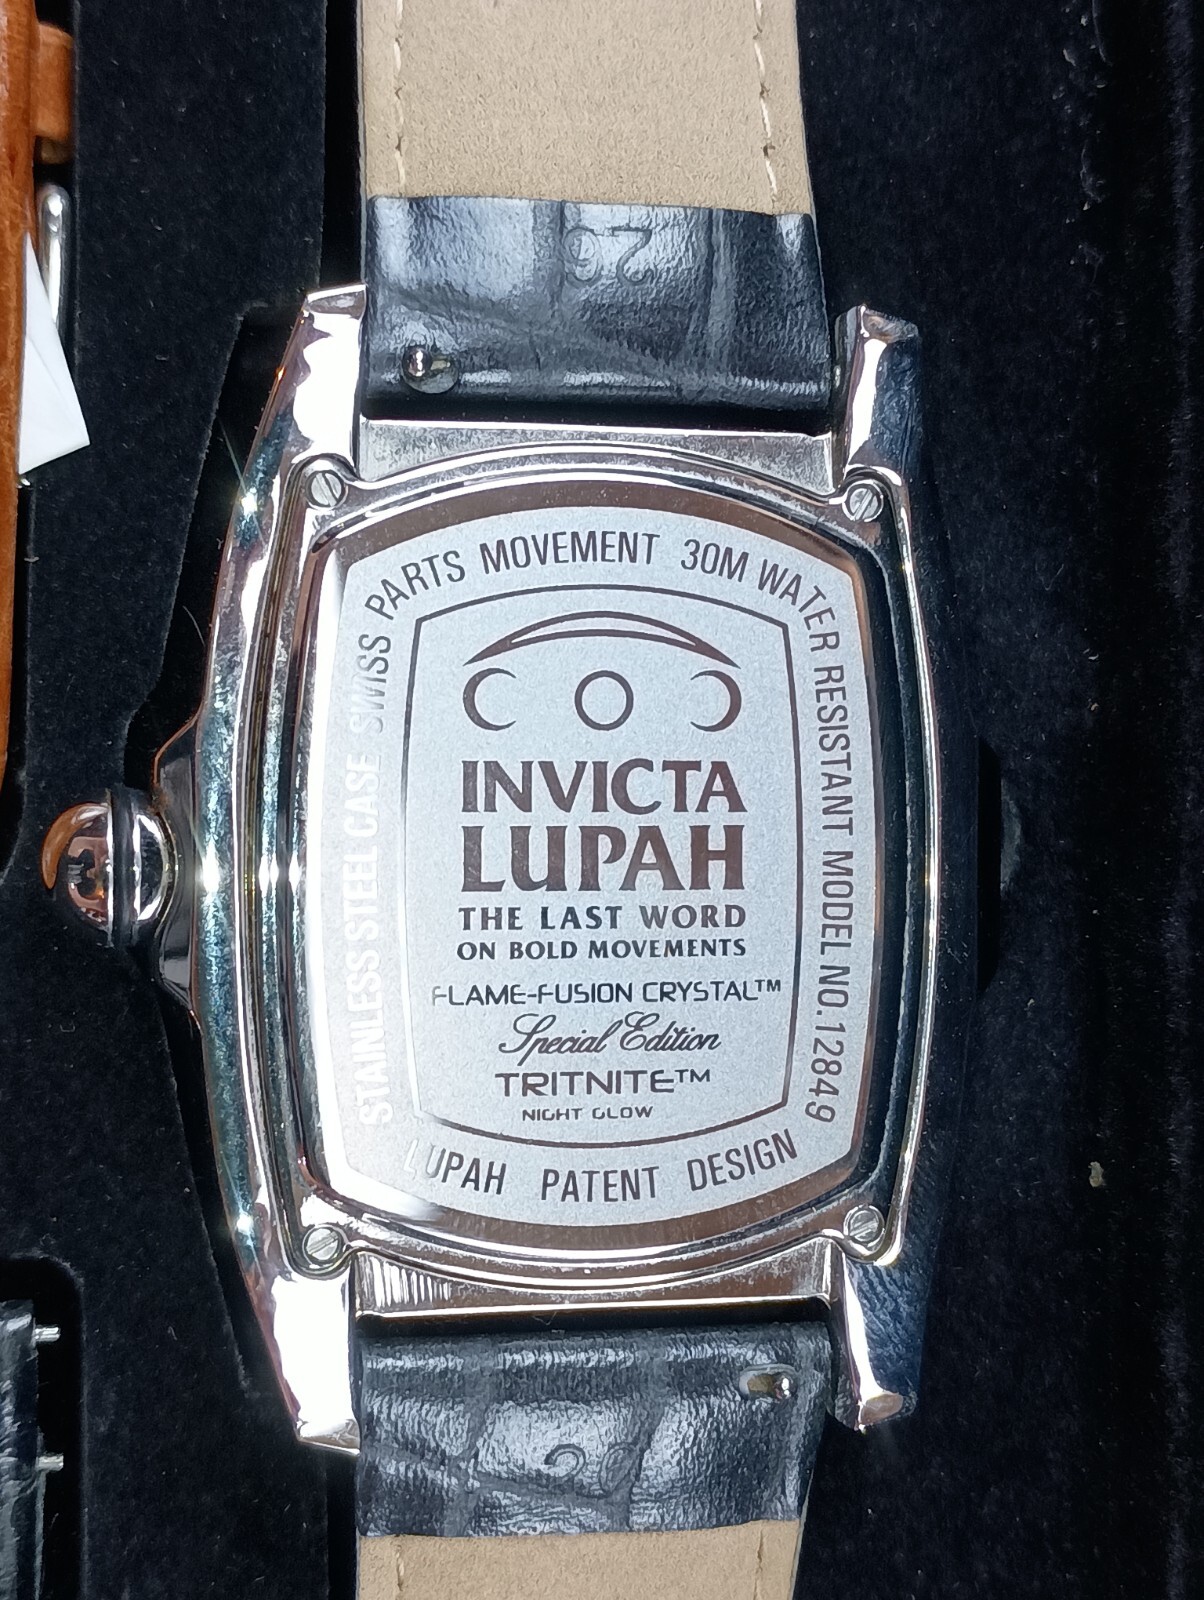 26
STAINLESS STEEL CASE SWISS PARTS MOVEMENT 30M WATER RESISTANT MODEL NO.12849
INVICTA
LUPAH
THE LAST WORD
ON BOLD MOVEMENTS
FLAME-FUSION CRYSTAL™
Special Edition
TRITNITE™
NIGHT GLOW
LUPAH PATENT DESIGN
26